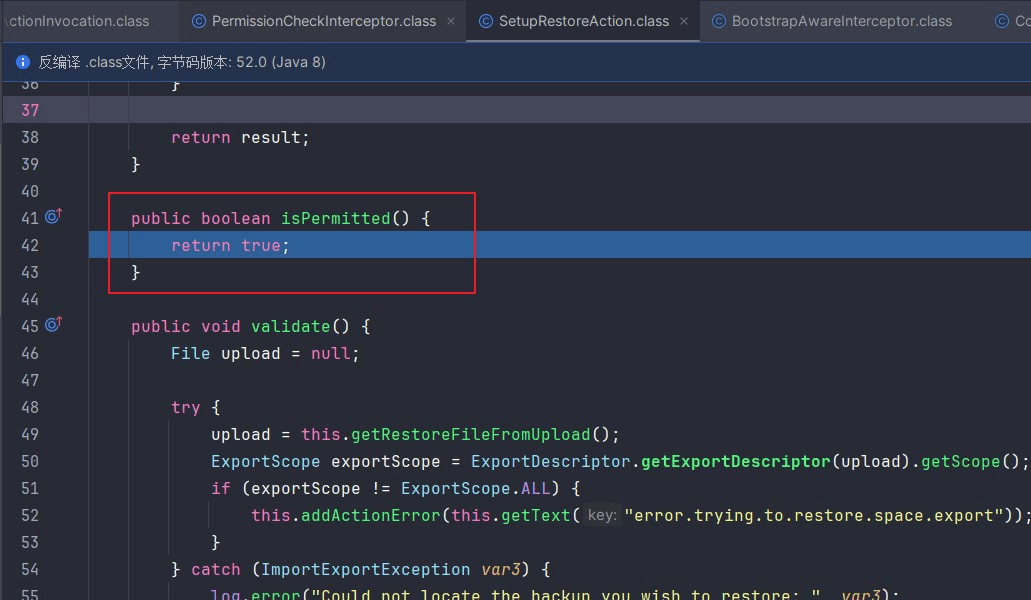 ctionInvocation.class PermissionCheckInterceptor.class SetupRestoreAction.class BootstrapAwareInterceptor.class Co
反编译 .class文件, 字节码版本: 52.0 (Java 8)
36 }
37
38 return result;
39 }
40
41 public boolean isPermitted() {
42 return true;
43 }
44
45 public void validate() {
46 File upload = null;
47
48 try {
49 upload = this.getRestoreFileFromUpload();
50 ExportScope exportScope = ExportDescriptor.getExportDescriptor(upload).getScope();
51 if (exportScope != ExportScope.ALL) {
52 this.addActionError(this.getText( key: "error.trying.to.restore.space.export"));
53 }
54 } catch (ImportExportException var3) {
55 log.error("Could not locate the backup you wish to restore: ", var3);